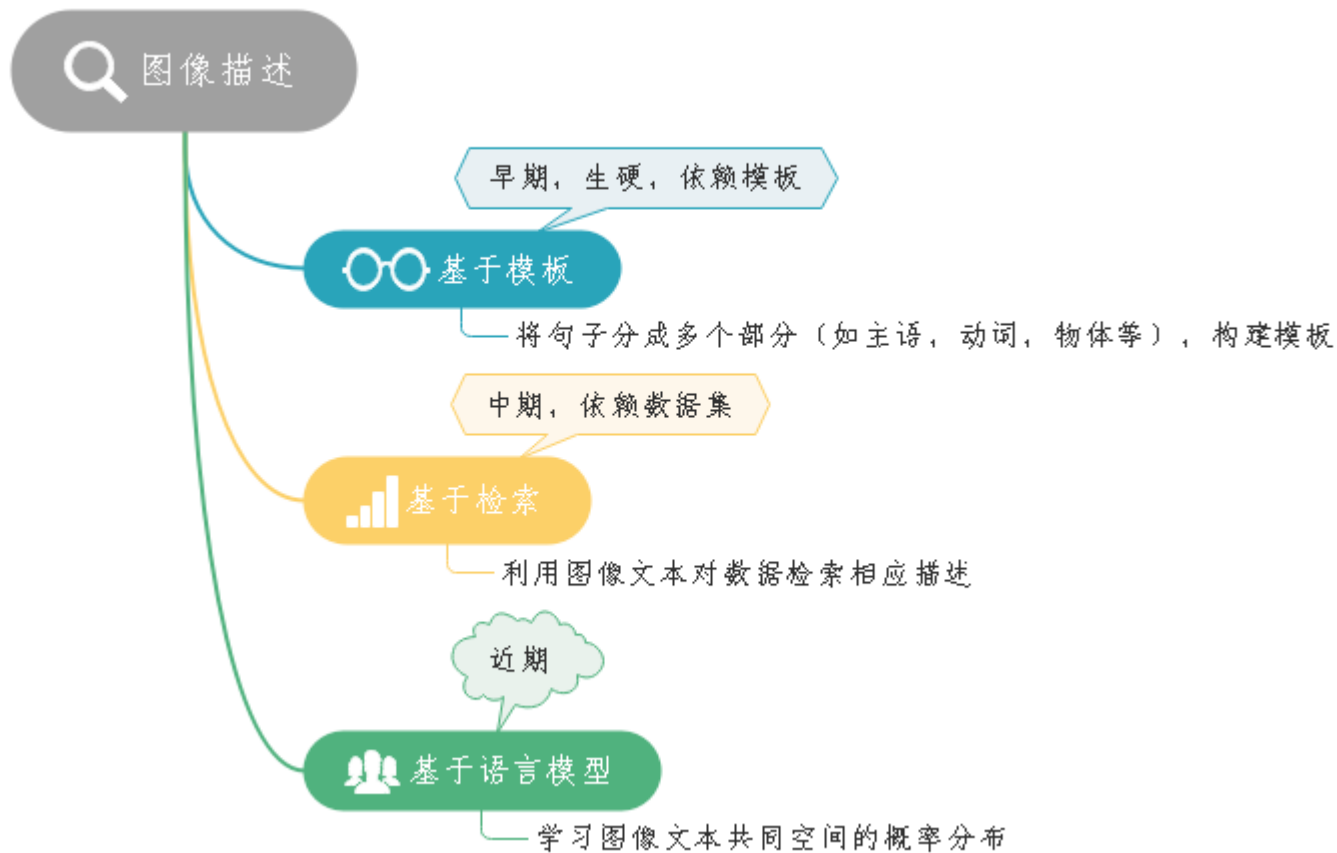 图像描述
早期，生硬，依赖模板
基于模板
将句子分成多个部分（如主语，动词，物体等），构建模板
中期，依赖数据集
基于检索
利用图像文本对数据检索相应描述
近期
基于语言模型
学习图像文本共同空间的概率分布